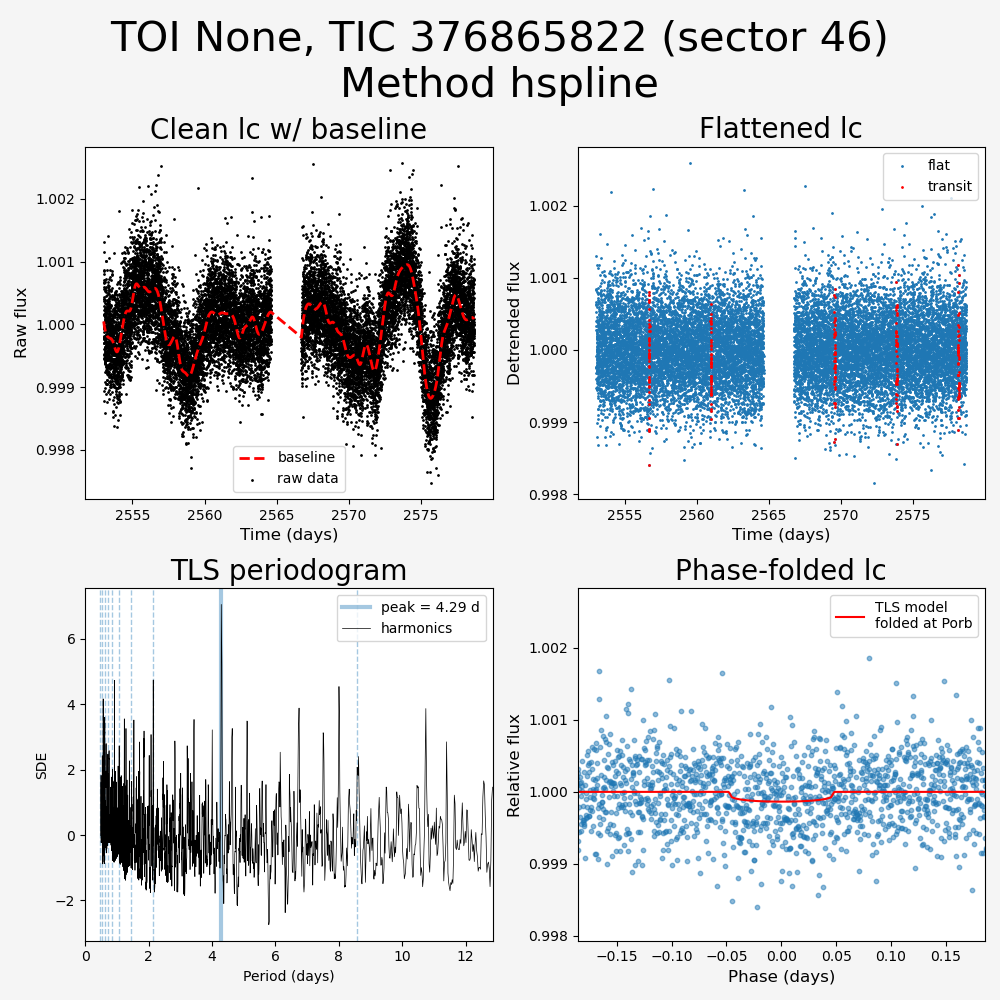 TOI None, TIC 376865822 (sector 46)
Method hspline
Clean lc w/ baseline
Raw flux
1.002
1.001
1.000
0.999
0.998
baseline
raw data
2555
2560
2565
2570
2575
Time (days)
Flattened lc
Detrended flux
1.002
1.001
1.000
0.999
0.998
flat
transit
2555
2560
2565
2570
2575
Time (days)
TLS periodogram
SDE
6
4
2
0
−2
peak = 4.29 d
harmonics
0
2
4
6
8
10
12
Period (days)
Phase-folded lc
Relative flux
1.002
1.001
1.000
0.999
0.998
TLS model
folded at Porb
−0.15
−0.10
−0.05
0.00
0.05
0.10
0.15
Phase (days)